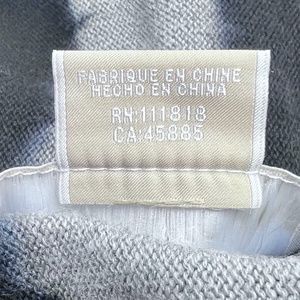 FABRIQUE EN CHINE
HECHO EN CHINA
RN:111818
CA:45885